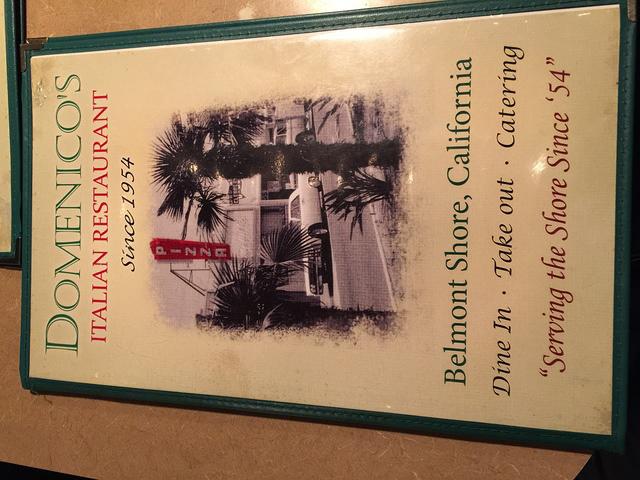 DOMENICO'S
ITALIAN RESTAURANT
Since 1954
PIZZA
Belmont Shore, California
Dine In · Take out · Catering
"Serving the Shore Since '54"